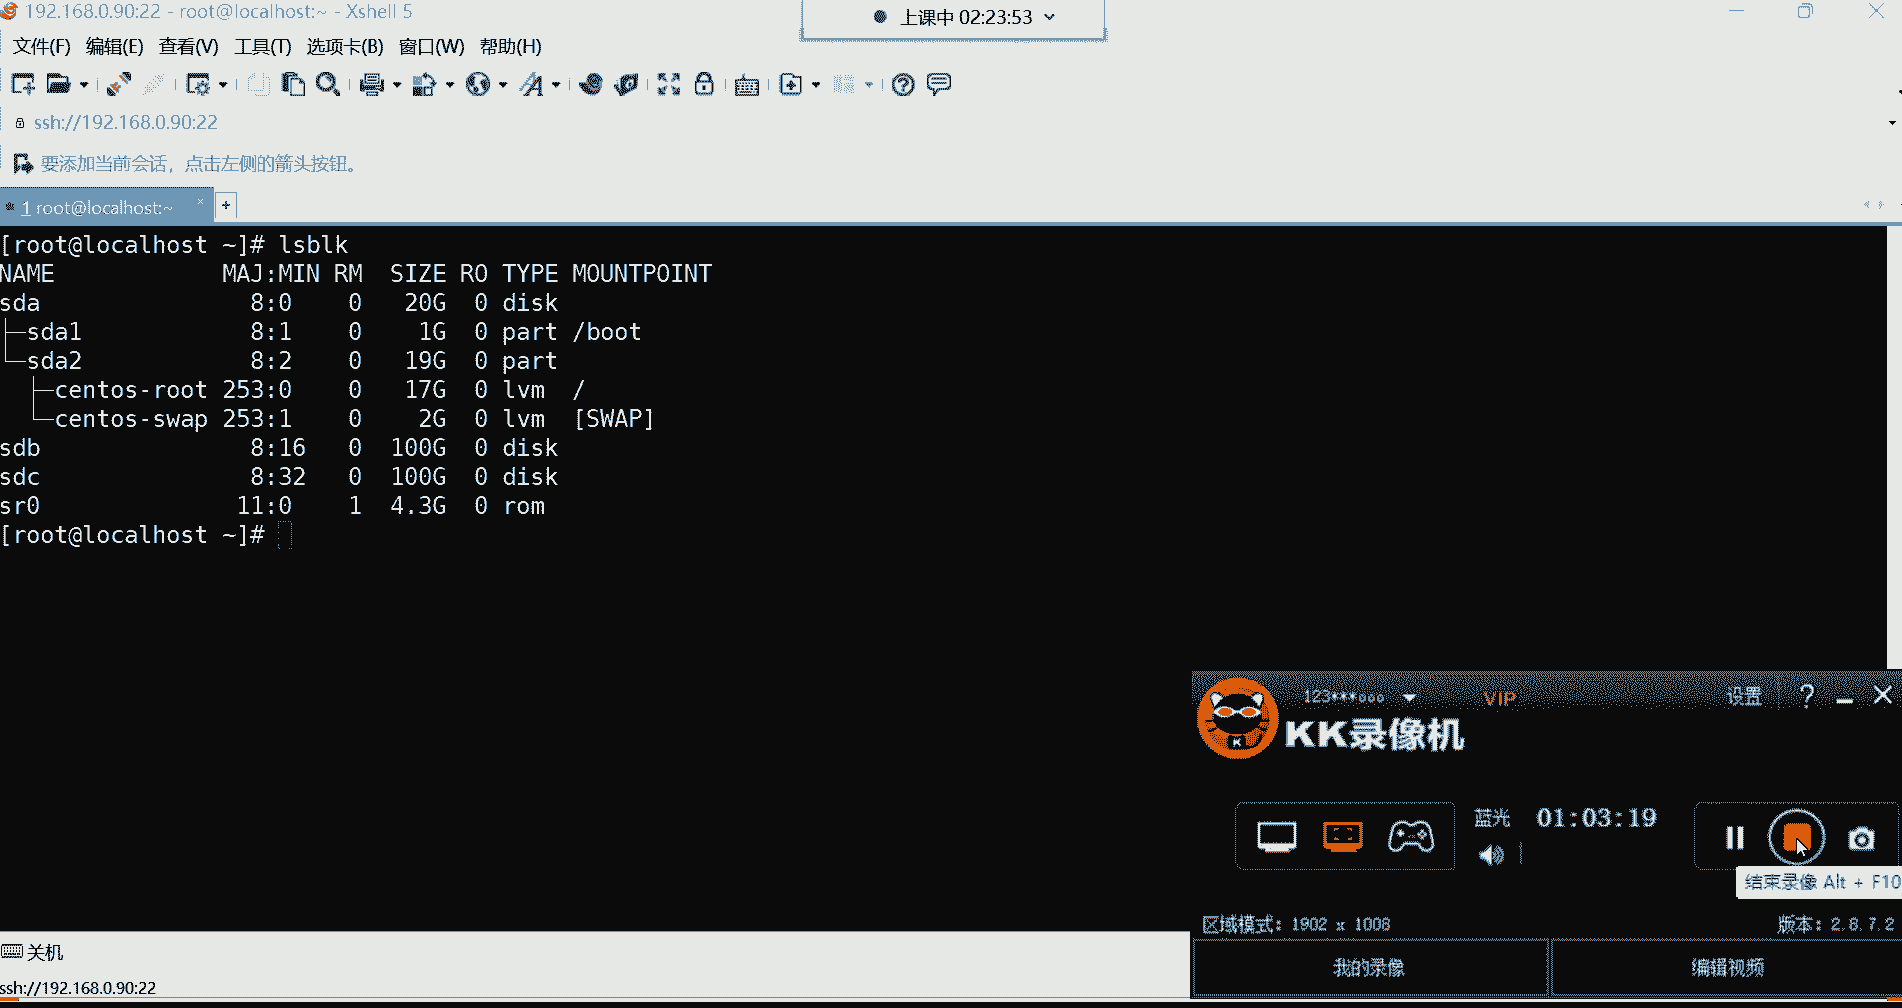 192.168.0.90:22 - root@localhost:~ - Xshell 5
上课中 02:23:53
文件(F) 编辑(E) 查看(V) 工具(T) 选项卡(B) 窗口(W) 帮助(H)
ssh://192.168.0.90:22
要添加当前会话，点击左侧的箭头按钮。
1 root@localhost:~
[root@localhost ~]# lsblk
NAME MAJ:MIN RM SIZE RO TYPE MOUNTPOINT
sda 8:0 0 20G 0 disk
├─sda1 8:1 0 1G 0 part /boot
└─sda2 8:2 0 19G 0 part
├─centos-root 253:0 0 17G 0 lvm /
└─centos-swap 253:1 0 2G 0 lvm [SWAP]
sdb 8:16 0 100G 0 disk
sdc 8:32 0 100G 0 disk
sr0 11:0 1 4.3G 0 rom
[root@localhost ~]#
123***ooo VIP 设置
KK录像机
蓝光 01:03:19
结束录像 Alt + F10
区域模式: 1902 x 1008 版本: 2.8.7.2
我的录像 编辑视频
关机
ssh://192.168.0.90:22